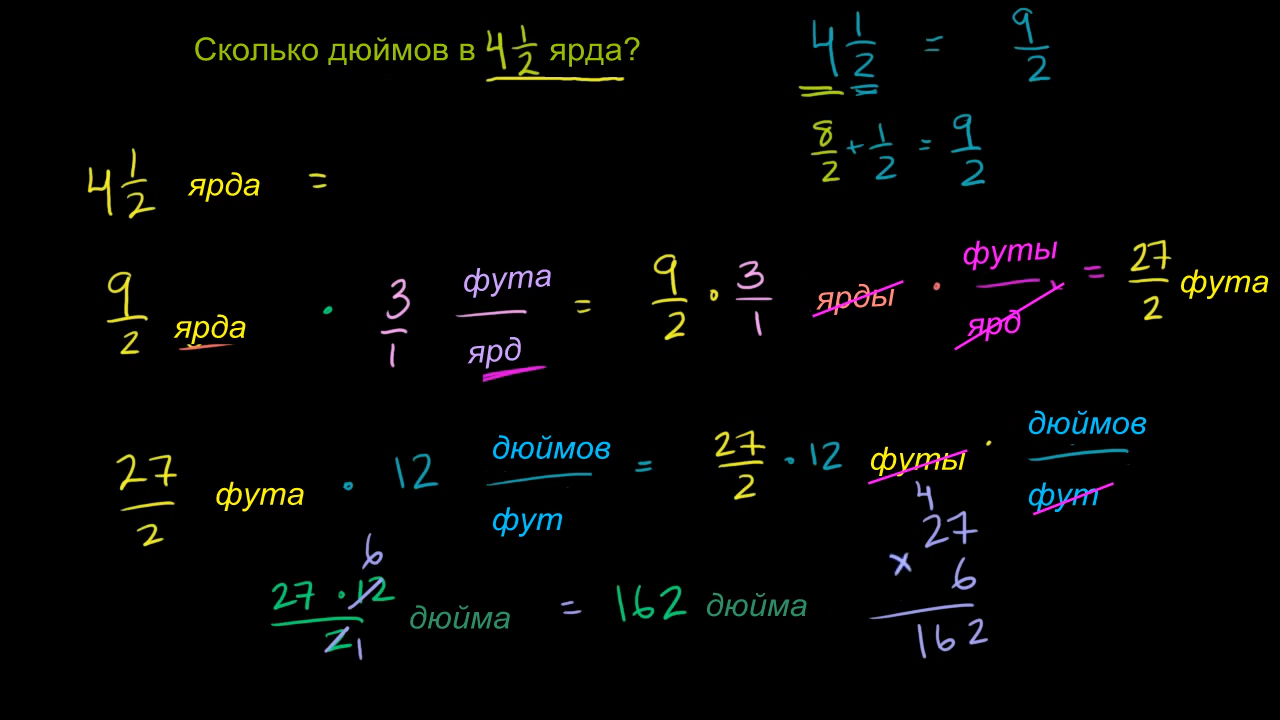 Сколько дюймов в 4 1/2 ярда?
4 1/2 = 9/2
8/2 + 1/2 = 9/2
4 1/2 ярда =
9/2 ярда · 3/1 фута/ярд = 9/2 · 3/1 ярды · футы/ярд = 27/2 фута
27/2 фута · 12 дюймов/фут = 27/2 · 12 футы · дюймов/фут
27 · 12/2 дюйма = 162 дюйма
6
1
4
27
x 6
162